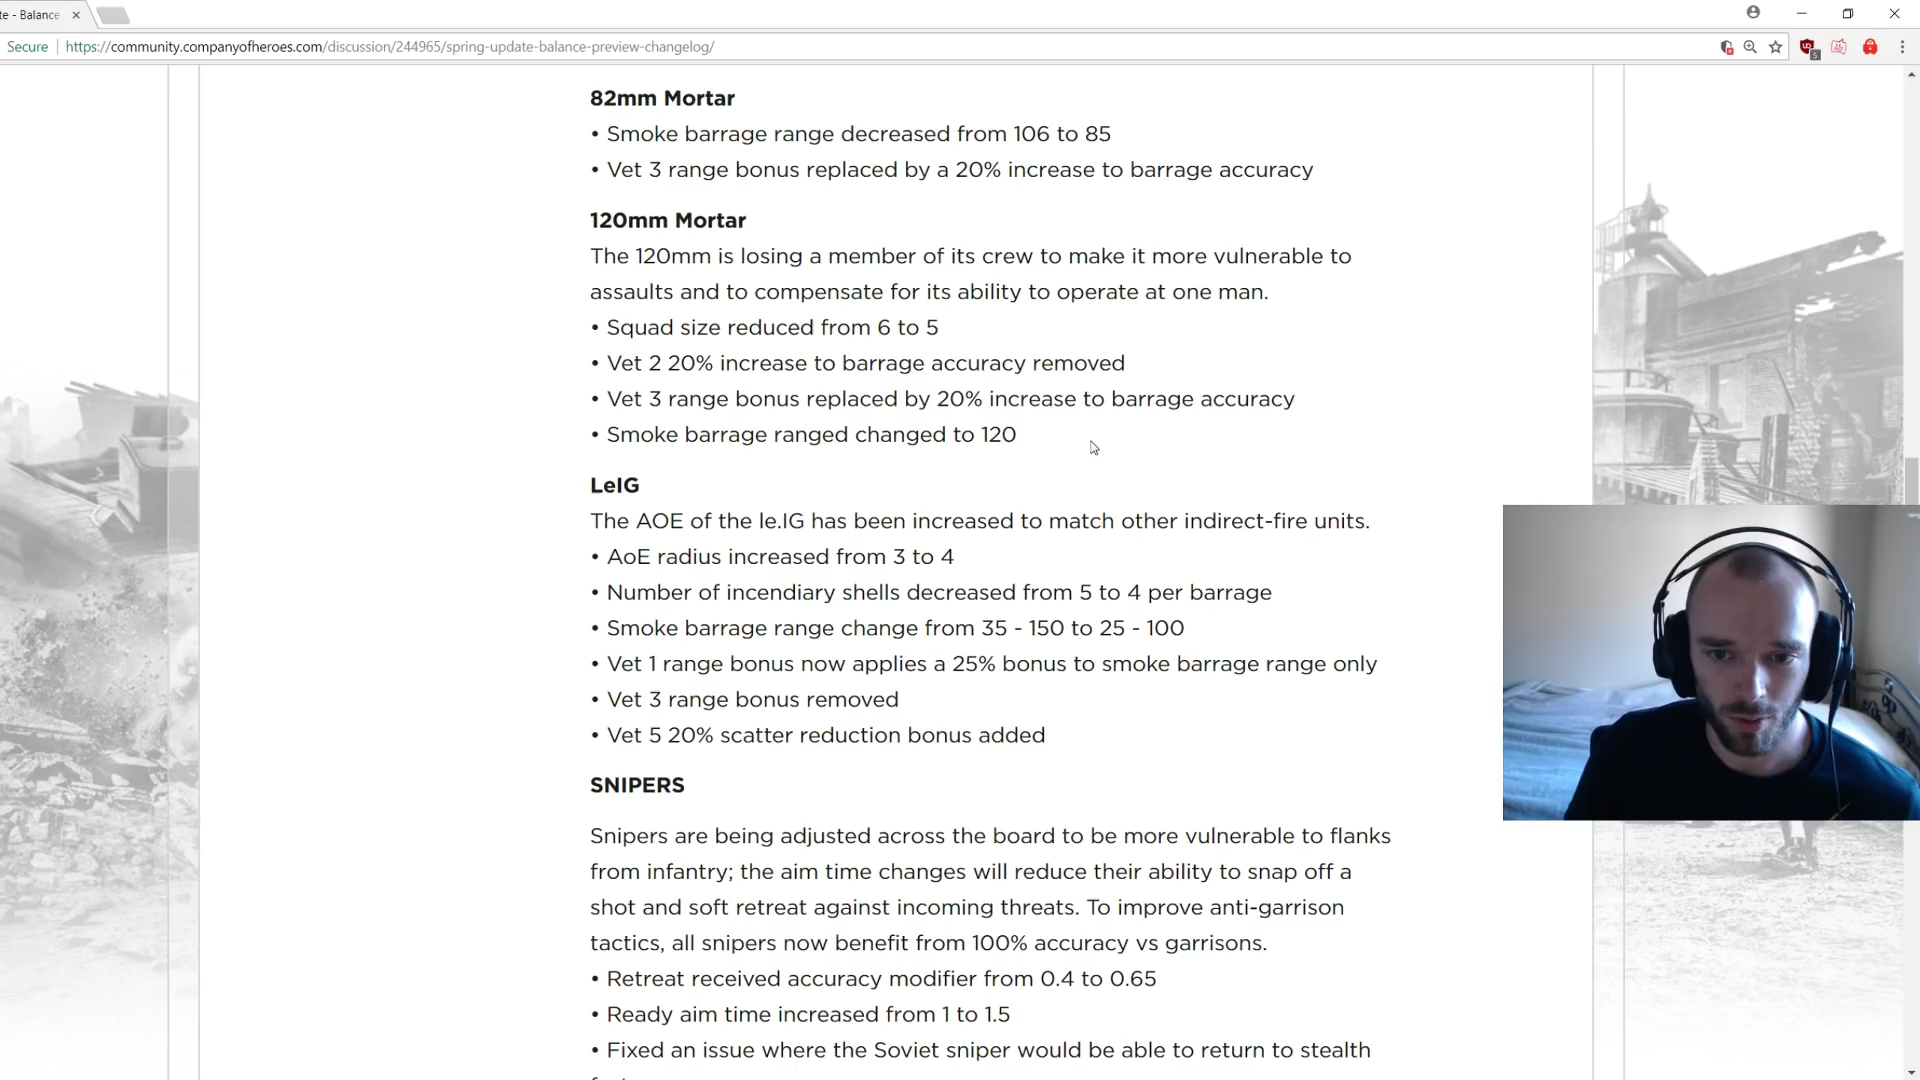 te - Balance
Secure
https://community.companyofheroes.com/discussion/244965/spring-update-balance-preview-changelog/
82mm Mortar
• Smoke barrage range decreased from 106 to 85
• Vet 3 range bonus replaced by a 20% increase to barrage accuracy
120mm Mortar
The 120mm is losing a member of its crew to make it more vulnerable to
assaults and to compensate for its ability to operate at one man.
• Squad size reduced from 6 to 5
• Vet 2 20% increase to barrage accuracy removed
• Vet 3 range bonus replaced by 20% increase to barrage accuracy
• Smoke barrage ranged changed to 120
LeIG
The AOE of the le.IG has been increased to match other indirect-fire units.
• AoE radius increased from 3 to 4
• Number of incendiary shells decreased from 5 to 4 per barrage
• Smoke barrage range change from 35 - 150 to 25 - 100
• Vet 1 range bonus now applies a 25% bonus to smoke barrage range only
• Vet 3 range bonus removed
• Vet 5 20% scatter reduction bonus added
SNIPERS
Snipers are being adjusted across the board to be more vulnerable to flanks
from infantry; the aim time changes will reduce their ability to snap off a
shot and soft retreat against incoming threats. To improve anti-garrison
tactics, all snipers now benefit from 100% accuracy vs garrisons.
• Retreat received accuracy modifier from 0.4 to 0.65
• Ready aim time increased from 1 to 1.5
• Fixed an issue where the Soviet sniper would be able to return to stealth